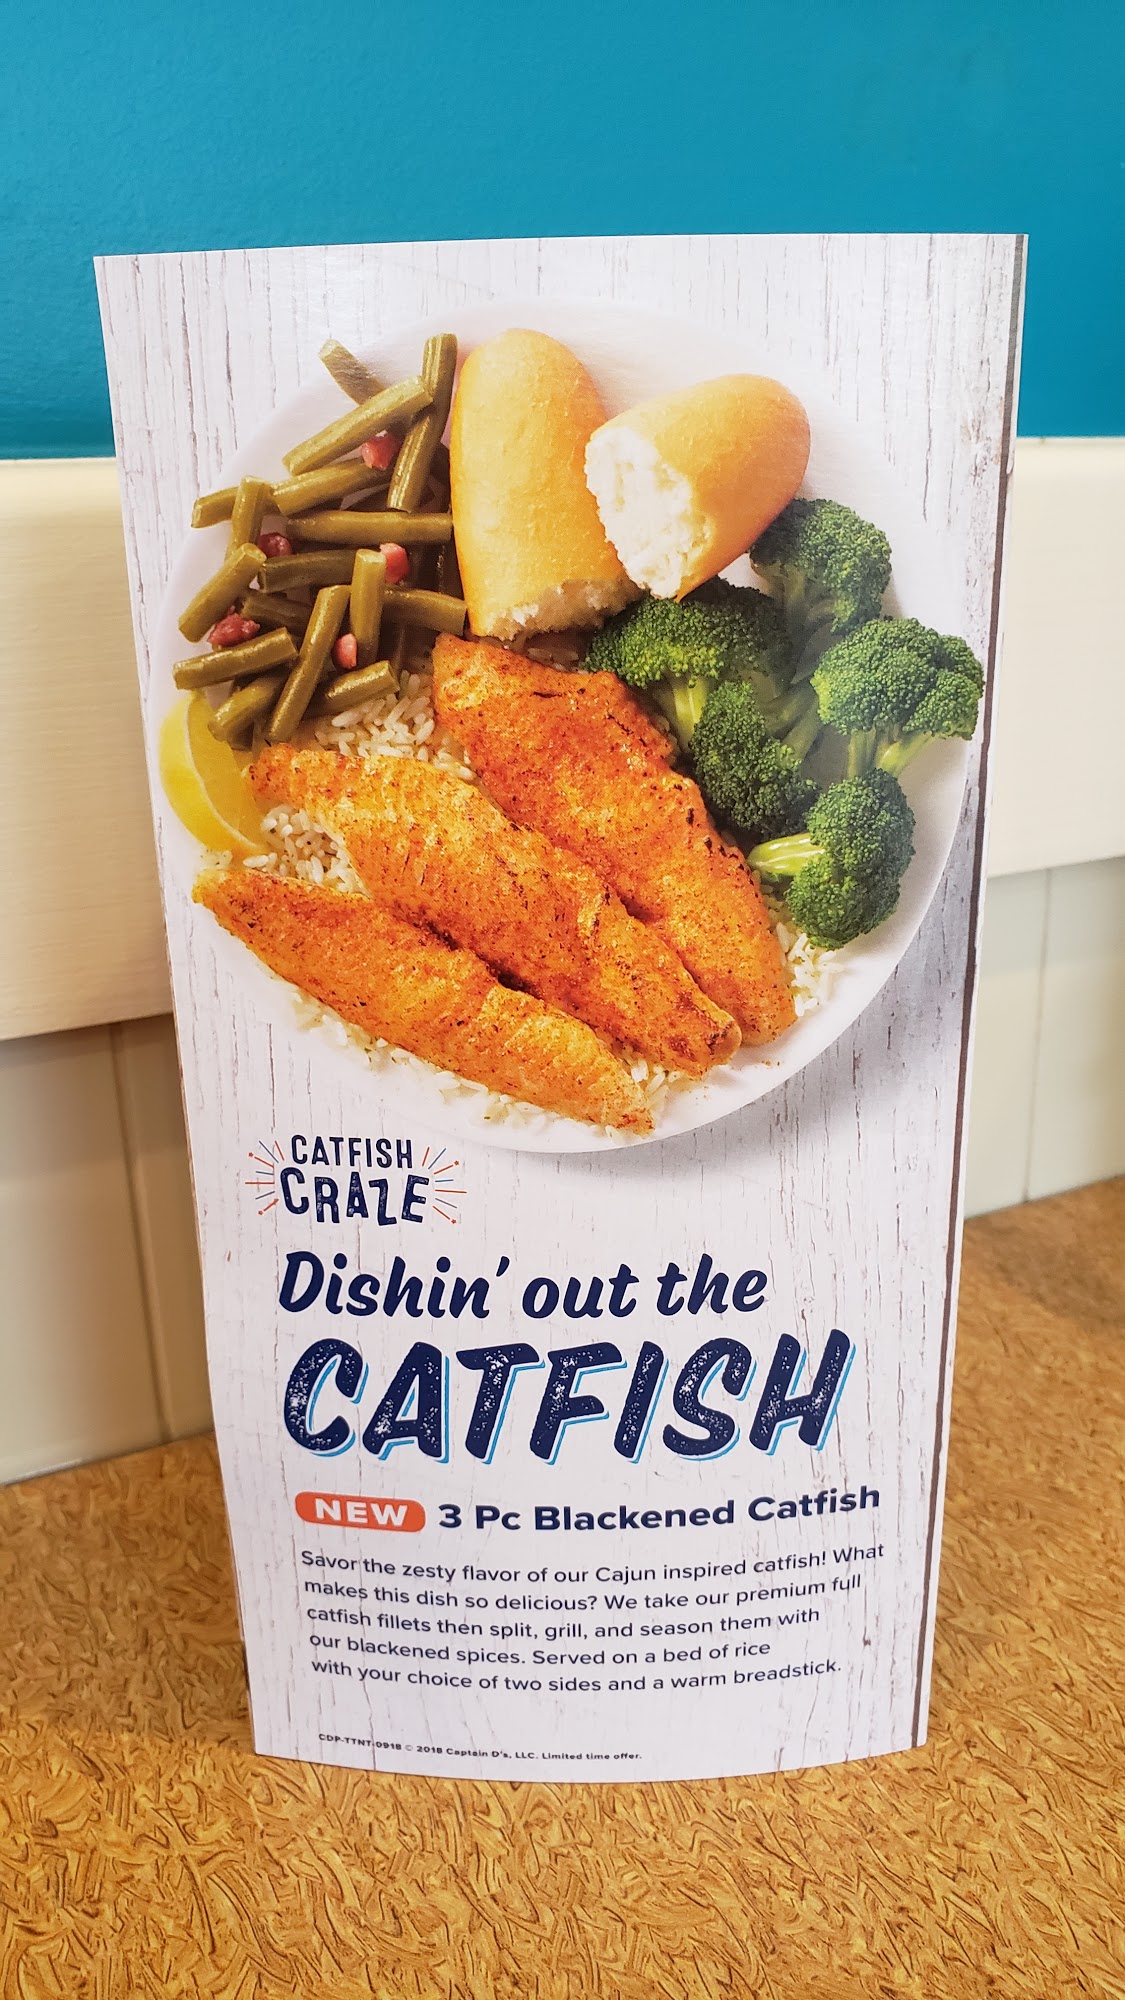 CATFISH
CRAZE
Dishin' out the
CATFISH
NEW 3 Pc Blackened Catfish
Savor the zesty flavor of our Cajun inspired catfish! What
makes this dish so delicious? We take our premium full
catfish fillets then split, grill, and season them with
our blackened spices. Served on a bed of rice
with your choice of two sides and a warm breadstick.
CDP-TTNT-0918 © 2018 Captain D's, LLC. Limited time offer.